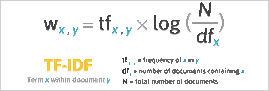 w x, y = tf x, y × log ( N / df x )
TF-IDF
Term x within document y
tf x, y = frequency of x in y
df x = number of documents containing x
N = total number of documents